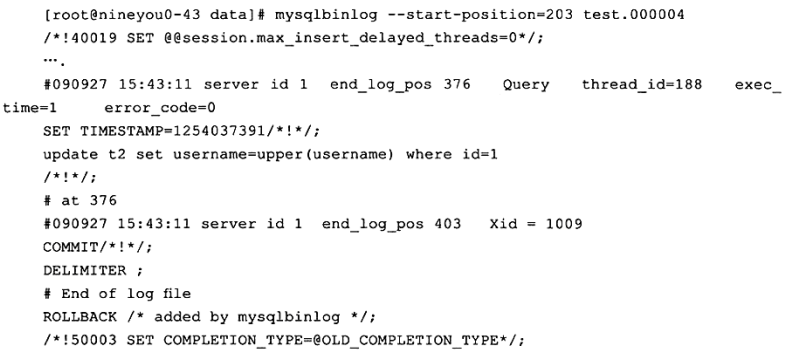 [root@nineyou0-43 data]# mysqlbinlog --start-position=203 test.000004
/*!40019 SET @@session.max_insert_delayed_threads=0*/;
….
#090927 15:43:11 server id 1 end_log_pos 376 Query thread_id=188 exec_
time=1 error_code=0
SET TIMESTAMP=1254037391/*!*/;
update t2 set username=upper(username) where id=1
/*!*/;
# at 376
#090927 15:43:11 server id 1 end_log_pos 403 Xid = 1009
COMMIT/*!*/;
DELIMITER ;
# End of log file
ROLLBACK /* added by mysqlbinlog */;
/*!50003 SET COMPLETION_TYPE=@OLD_COMPLETION_TYPE*/;